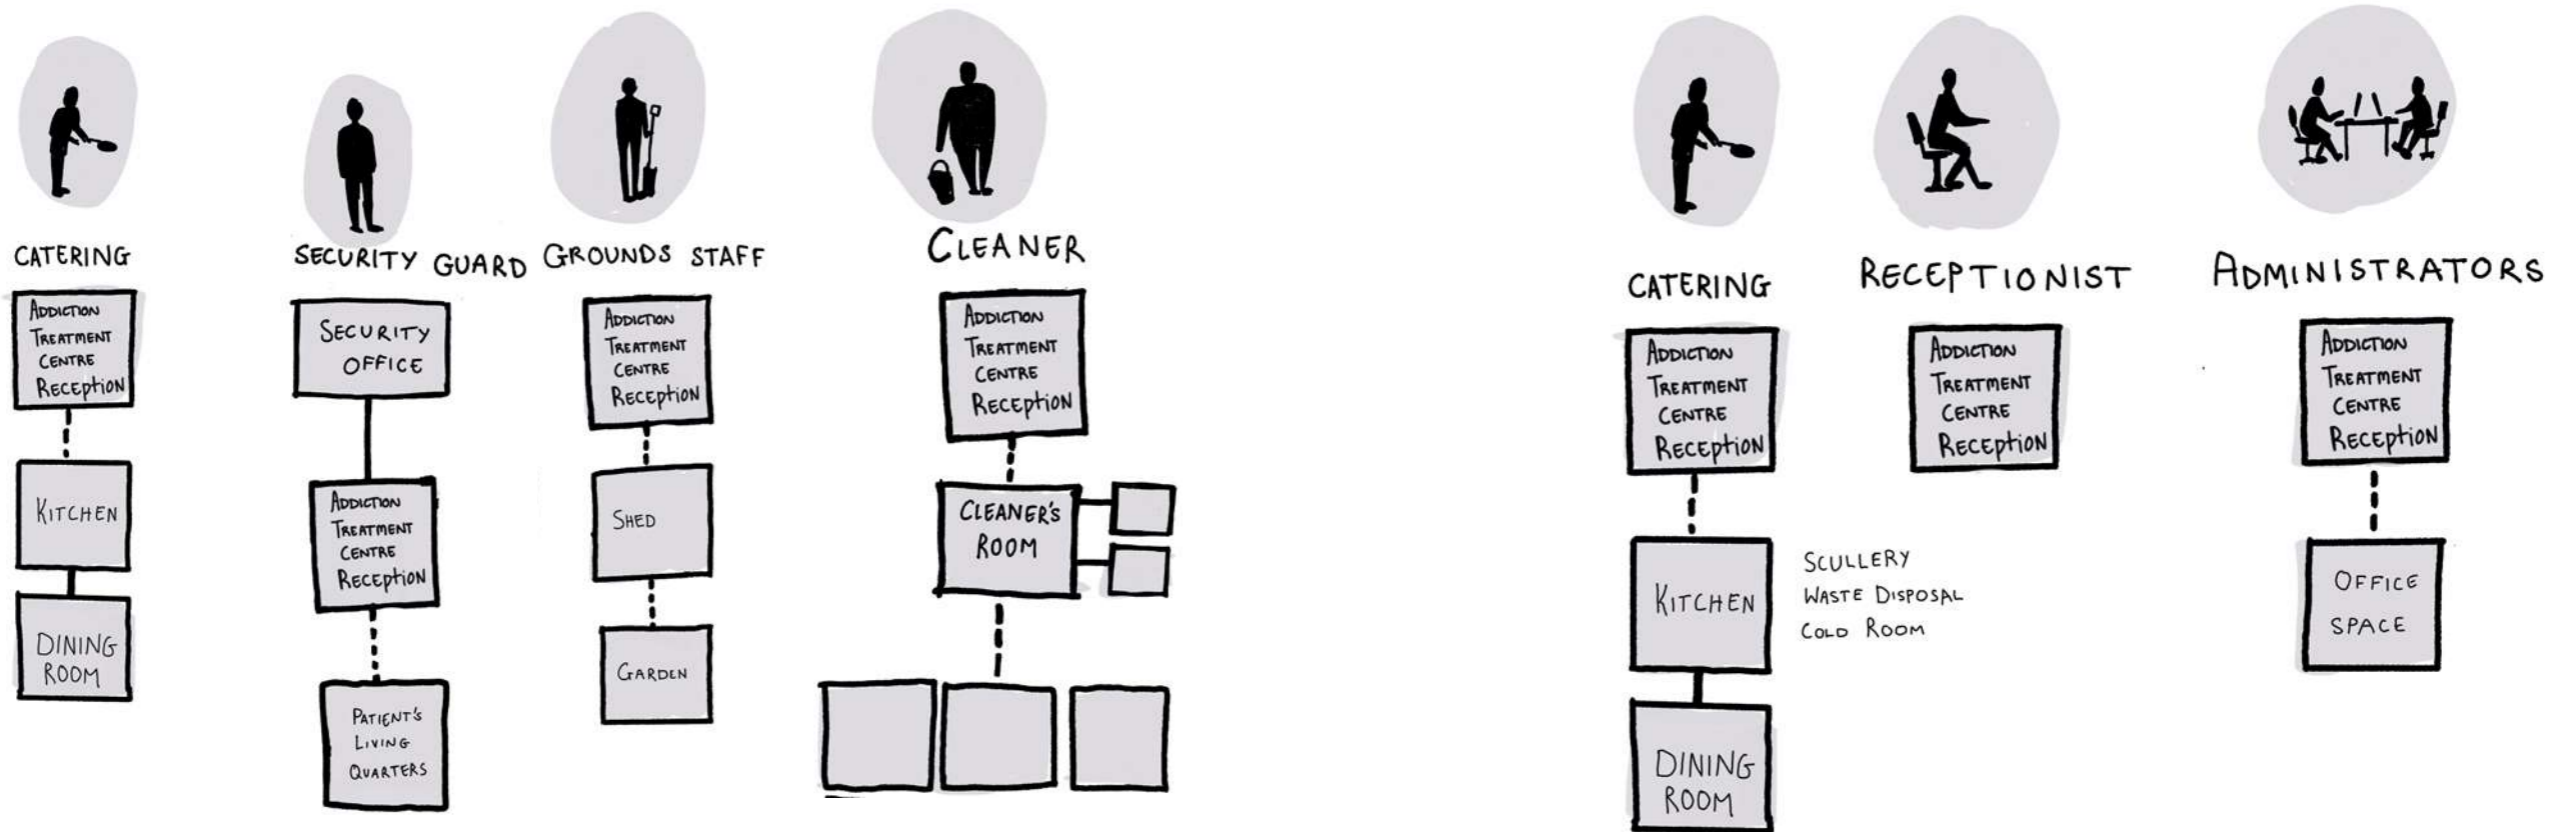 CATERING
ADDICTION
TREATMENT
CENTRE
RECEPTION
KITCHEN
DINING
ROOM
SECURITY GUARD
SECURITY
OFFICE
ADDICTION
TREATMENT
CENTRE
RECEPTION
PATIENT'S
LIVING
QUARTERS
GROUNDS STAFF
ADDICTION
TREATMENT
CENTRE
RECEPTION
SHED
GARDEN
CLEANER
ADDICTION
TREATMENT
CENTRE
RECEPTION
CLEANER'S
ROOM
CATERING
ADDICTION
TREATMENT
CENTRE
RECEPTION
KITCHEN
SCULLERY
WASTE DISPOSAL
COLD ROOM
DINING
ROOM
RECEPTIONIST
ADDICTION
TREATMENT
CENTRE
RECEPTION
ADMINISTRATORS
ADDICTION
TREATMENT
CENTRE
RECEPTION
OFFICE
SPACE